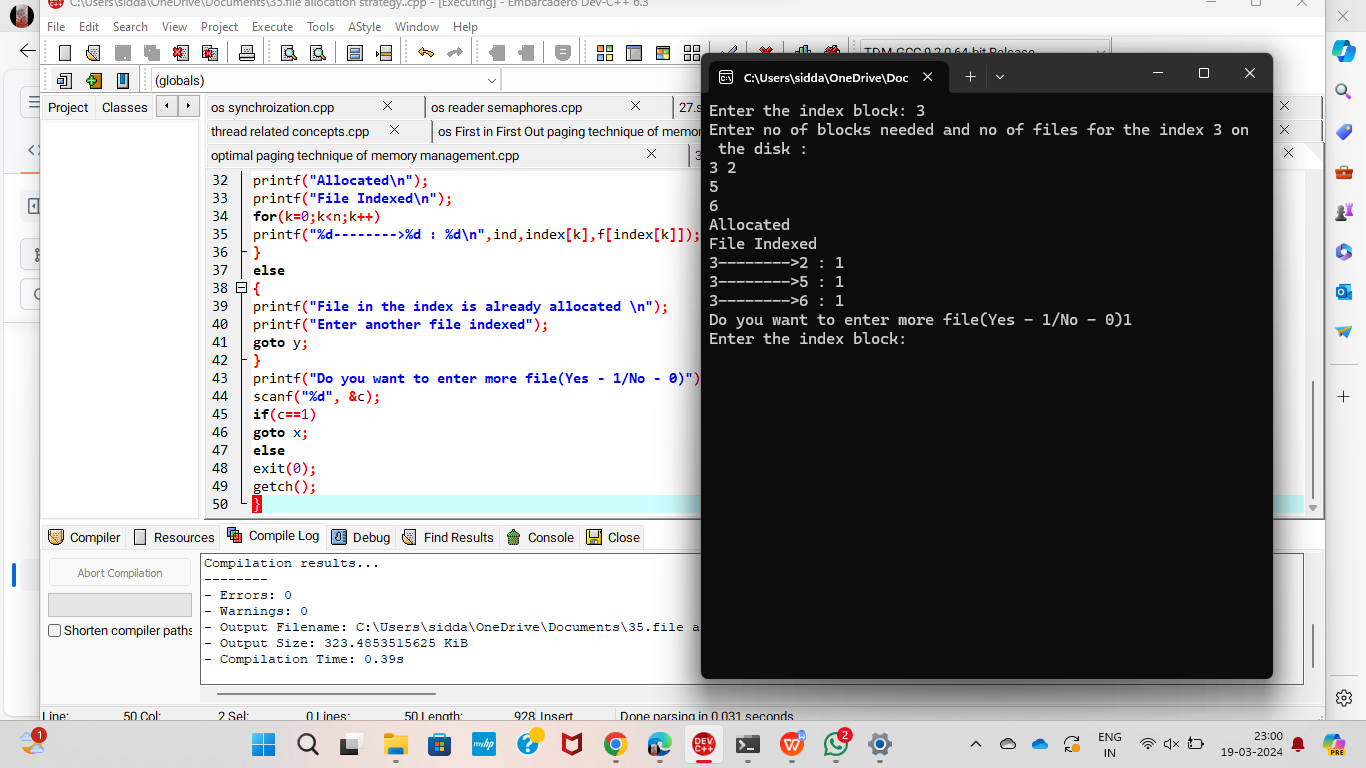 C:\Users\sidda\OneDrive\Documents\35.file allocation strategy..cpp - [Executing] - Embarcadero Dev-C++ 6.3
File Edit Search View Project Execute Tools AStyle Window Help
TDM-GCC 9.2.0 64-bit Release
(globals)
Project Classes
os synchroization.cpp
os reader semaphores.cpp
27.s
thread related concepts.cpp
os First in First Out paging technique of memor
optimal paging technique of memory management.cpp
3
32 printf("Allocated\n");
33 printf("File Indexed\n");
34 for(k=0;k<n;k++)
35 printf("%d-------->%d : %d\n",ind,index[k],f[index[k]]);
36 }
37 else
38 {
39 printf("File in the index is already allocated \n");
40 printf("Enter another file indexed");
41 goto y;
42 }
43 printf("Do you want to enter more file(Yes - 1/No - 0)")
44 scanf("%d", &c);
45 if(c==1)
46 goto x;
47 else
48 exit(0);
49 getch();
50 }
C:\Users\sidda\OneDrive\Doc
Enter the index block: 3
Enter no of blocks needed and no of files for the index 3 on
the disk :
3 2
5
6
Allocated
File Indexed
3-------->2 : 1
3-------->5 : 1
3-------->6 : 1
Do you want to enter more file(Yes - 1/No - 0)1
Enter the index block:
Compiler Resources Compile Log Debug Find Results Console Close
Abort Compilation
Shorten compiler paths
Compilation results...
--------
- Errors: 0
- Warnings: 0
- Output Filename: C:\Users\sidda\OneDrive\Documents\35.file a
- Output Size: 323.4853515625 KiB
- Compilation Time: 0.39s
Line: 50 Col: 2 Sel: 0 Lines: 50 Length: 928 Insert Done parsing in 0.031 seconds
1
myhp
DEV
C++
2
ENG
IN
23:00
19-03-2024
PRE